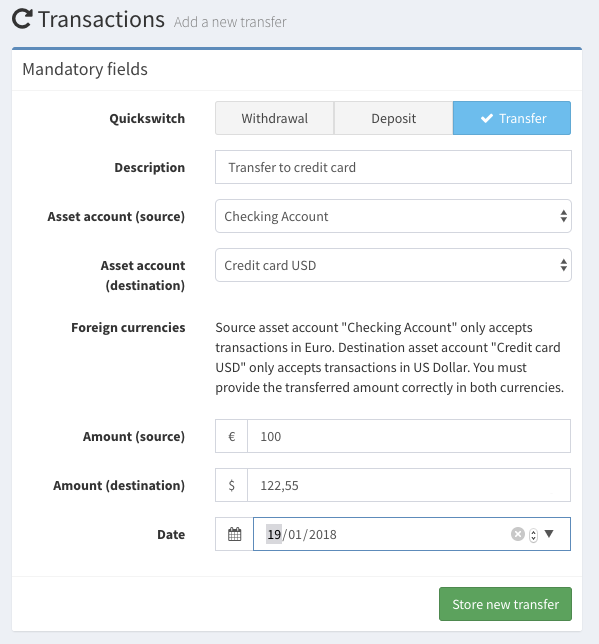 Transactions Add a new transfer
Mandatory fields
Quickswitch Withdrawal Deposit Transfer
Description Transfer to credit card
Asset account (source) Checking Account
Asset account
(destination)
Credit card USD
Foreign currencies
Source asset account "Checking Account" only accepts
transactions in Euro. Destination asset account "Credit card
USD" only accepts transactions in US Dollar. You must
provide the transferred amount correctly in both currencies.
Amount (source) € 100
Amount (destination) $ 122,55
Date 19/01/2018
Store new transfer